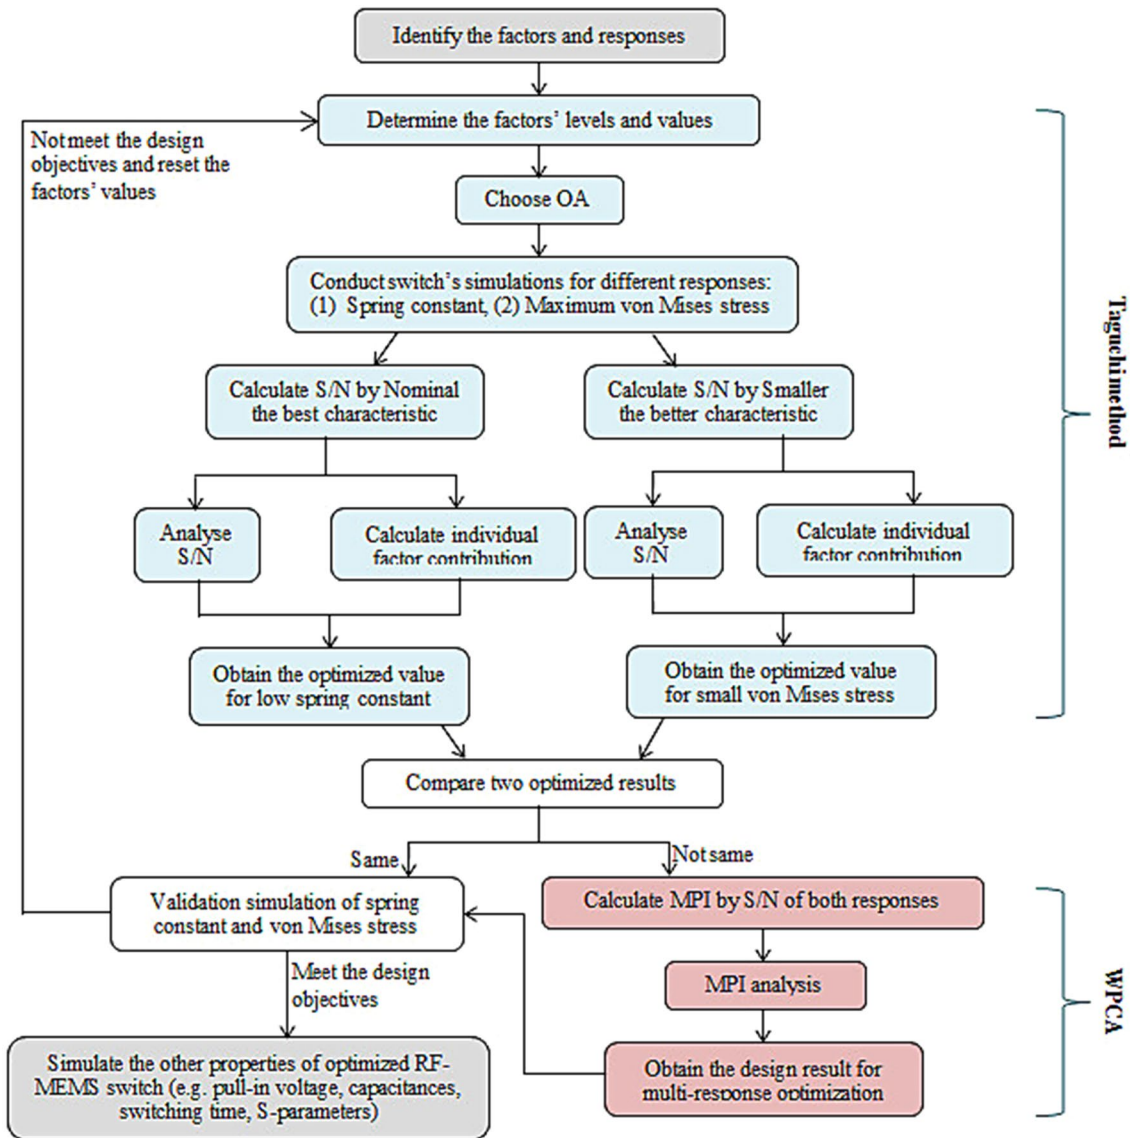 Identify the factors and responses
Determine the factors' levels and values
Not meet the design
objectives and reset the
factors' values
Choose OA
Conduct switch's simulations for different responses:
(1) Spring constant, (2) Maximum von Mises stress
Calculate S/N by Nominal
the best characteristic
Calculate S/N by Smaller
the better characteristic
Analyse
S/N
Calculate individual
factor contribution
Analyse
S/N
Calculate individual
factor contribution
Obtain the optimized value
for low spring constant
Obtain the optimized value
for small von Mises stress
Taguchi method
Compare two optimized results
Same
Not same
Validation simulation of spring
constant and von Mises stress
Calculate MPI by S/N of both responses
Meet the design
objectives
MPI analysis
WPCA
Simulate the other properties of optimized RF-
MEMS switch (e.g. pull-in voltage, capacitances,
switching time, S-parameters)
Obtain the design result for
multi-response optimization